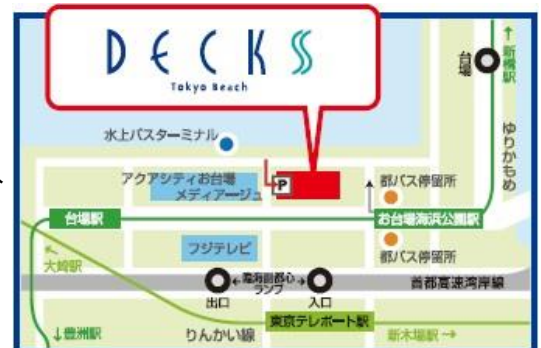 DECKS
Tokyo Beach
↑新橋駅
台場
ゆりかもめ
水上バスターミナル
アクアシティお台場
メディアージュ
P
都バス停留所
台場駅
お台場海浜公園駅
フジテレビ
都バス停留所
大崎駅
臨海副都心
ランプ
出口
入口
首都高速湾岸線
東京テレポート駅
↓豊洲駅
りんかい線
新木場駅→